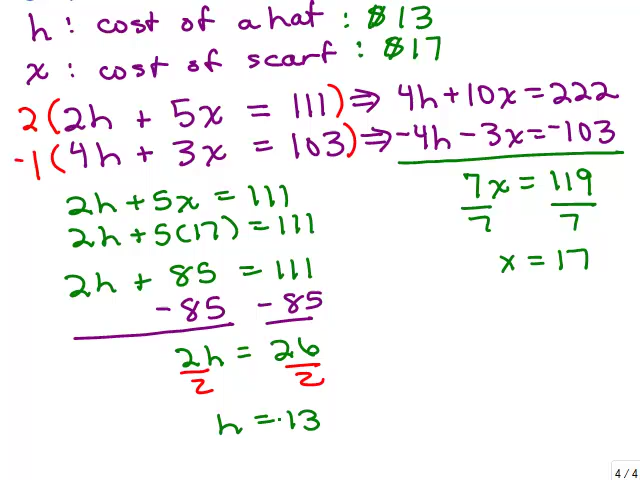 h : cost of a hat : $13
x : cost of scarf : $17
2(2h + 5x = 111) ⇒ 4h + 10x = 222
-1(4h + 3x = 103) ⇒ -4h - 3x = -103
7x = 119
7 7
x = 17
2h + 5x = 111
2h + 5(17) = 111
2h + 85 = 111
- 85 - 85
2h = 26
2 2
h = 13
4/4